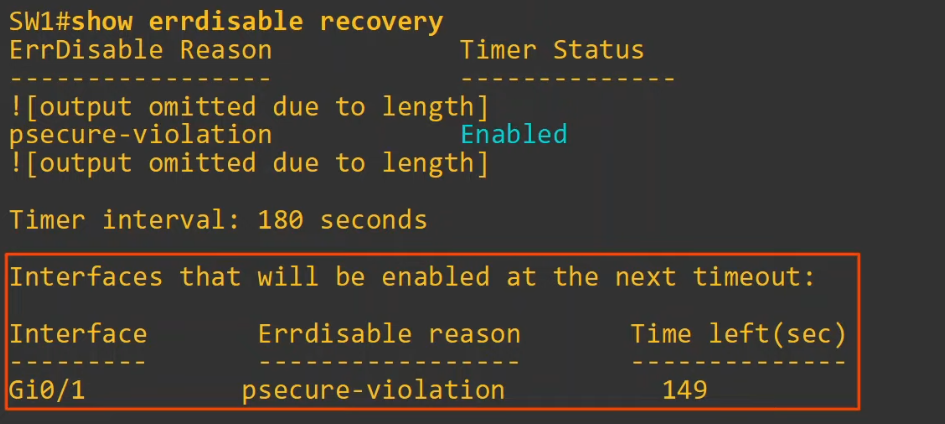 SW1#show errdisable recovery
ErrDisable Reason Timer Status
----------------- --------------
![output omitted due to length]
psecure-violation Enabled
![output omitted due to length]
Timer interval: 180 seconds
Interfaces that will be enabled at the next timeout:
Interface Errdisable reason Time left(sec)
--------- ----------------- --------------
Gi0/1 psecure-violation 149